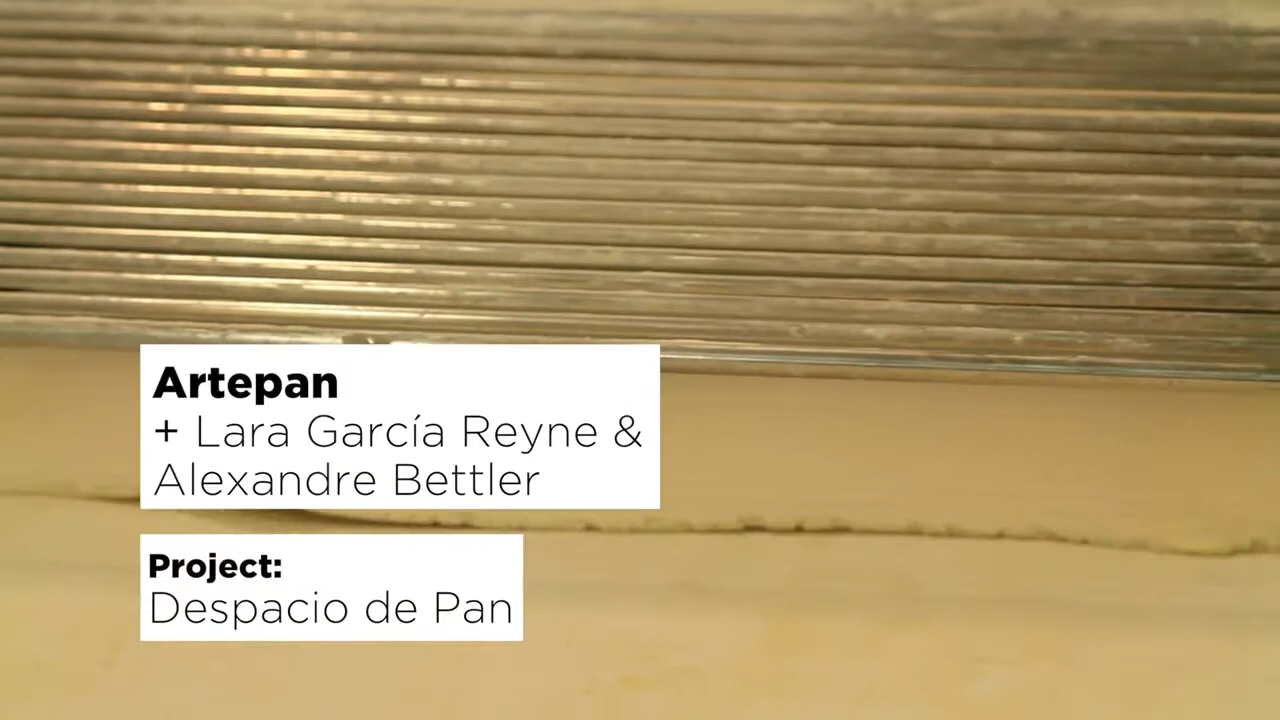 Artepan
+ Lara García Reyne &
Alexandre Bettler
Project:
Despacio de Pan